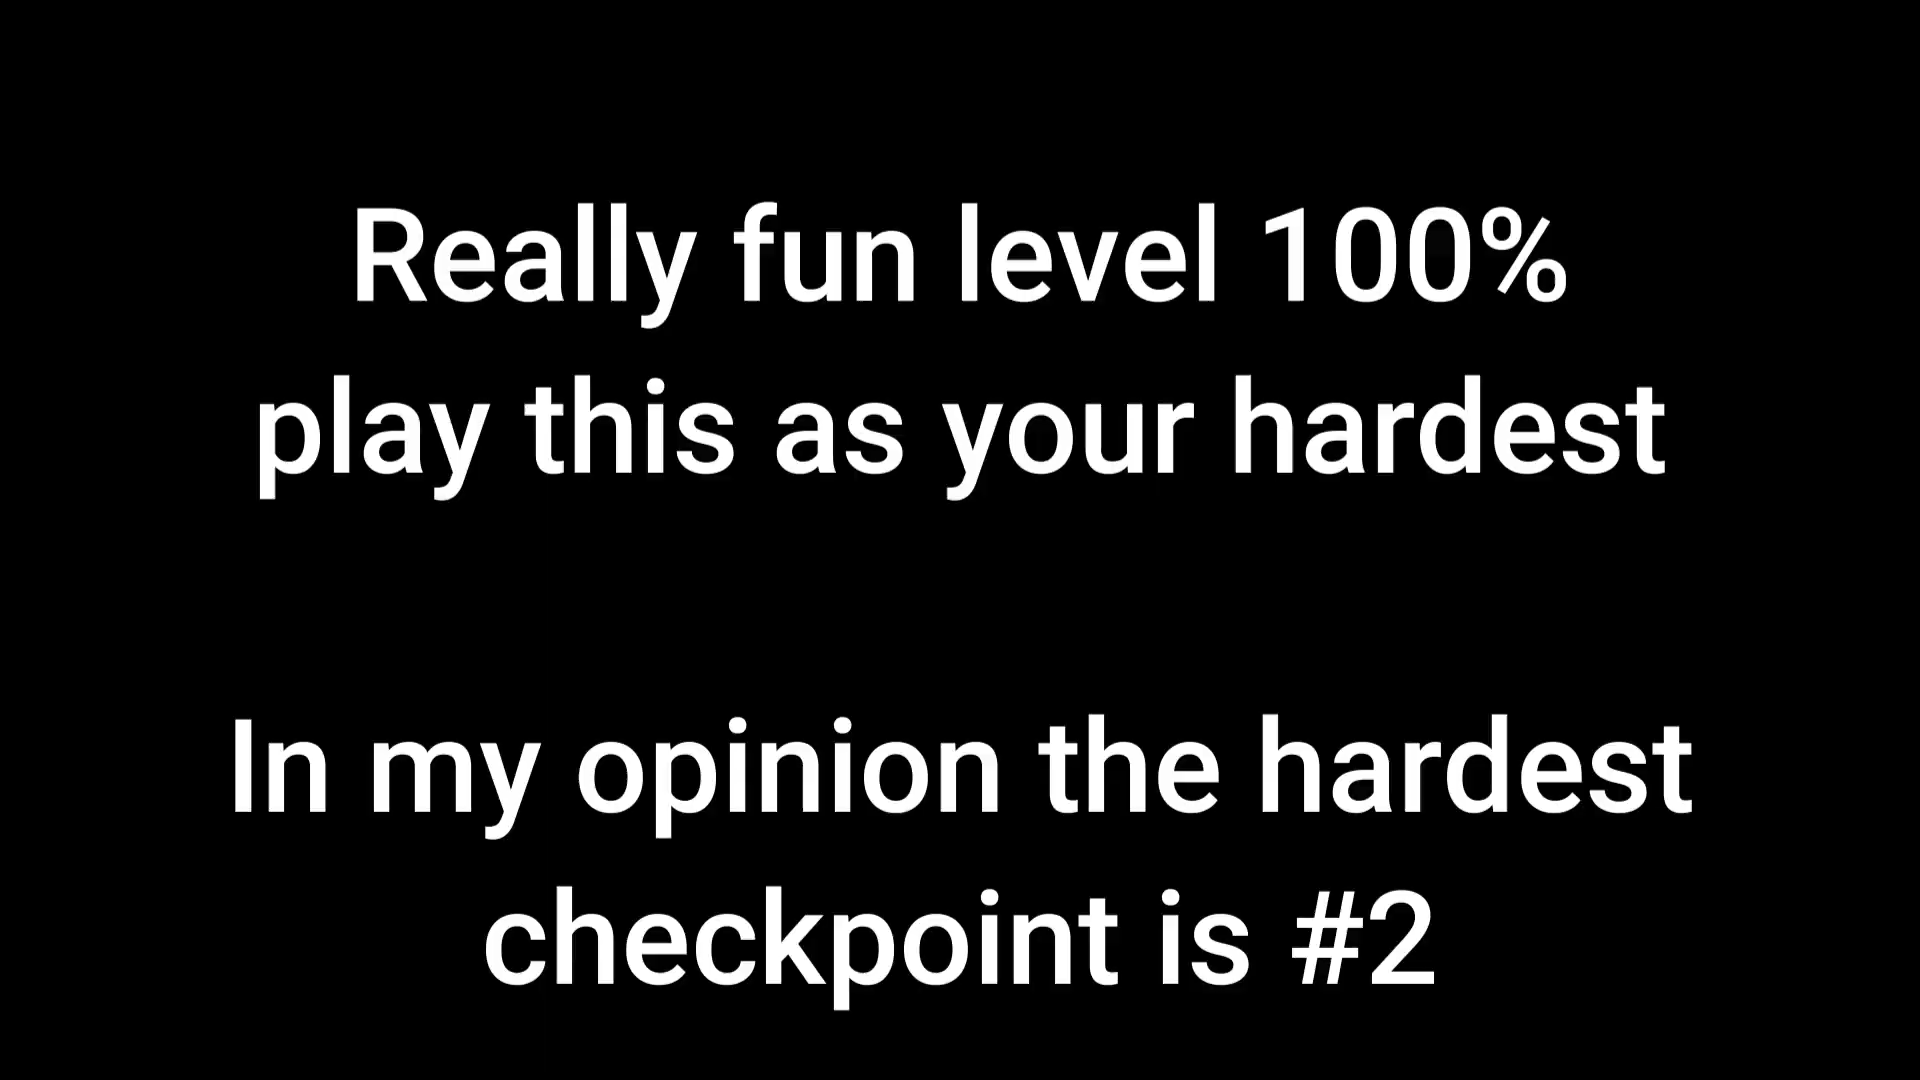 Really fun level 100%
play this as your hardest
In my opinion the hardest
checkpoint is #2